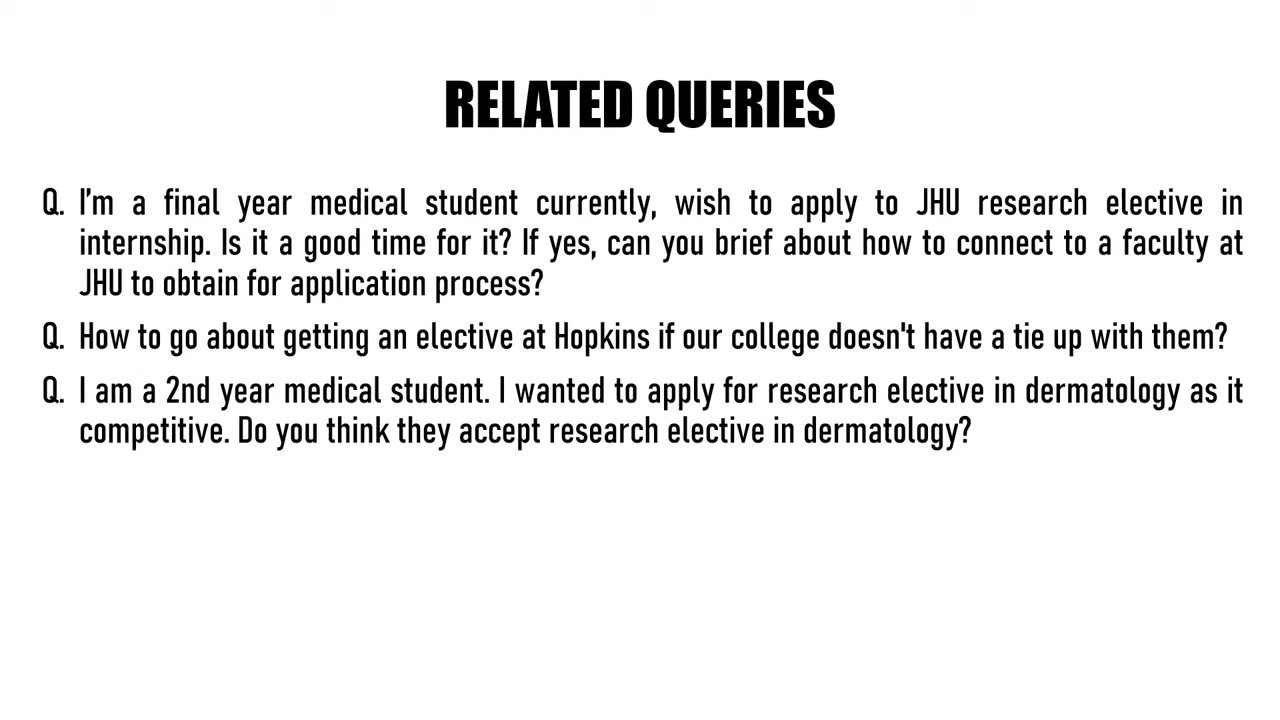 RELATED QUERIES
Q. I'm a final year medical student currently, wish to apply to JHU research elective in
internship. Is it a good time for it? If yes, can you brief about how to connect to a faculty at
JHU to obtain for application process?
Q. How to go about getting an elective at Hopkins if our college doesn't have a tie up with them?
Q. I am a 2nd year medical student. I wanted to apply for research elective in dermatology as it
competitive. Do you think they accept research elective in dermatology?